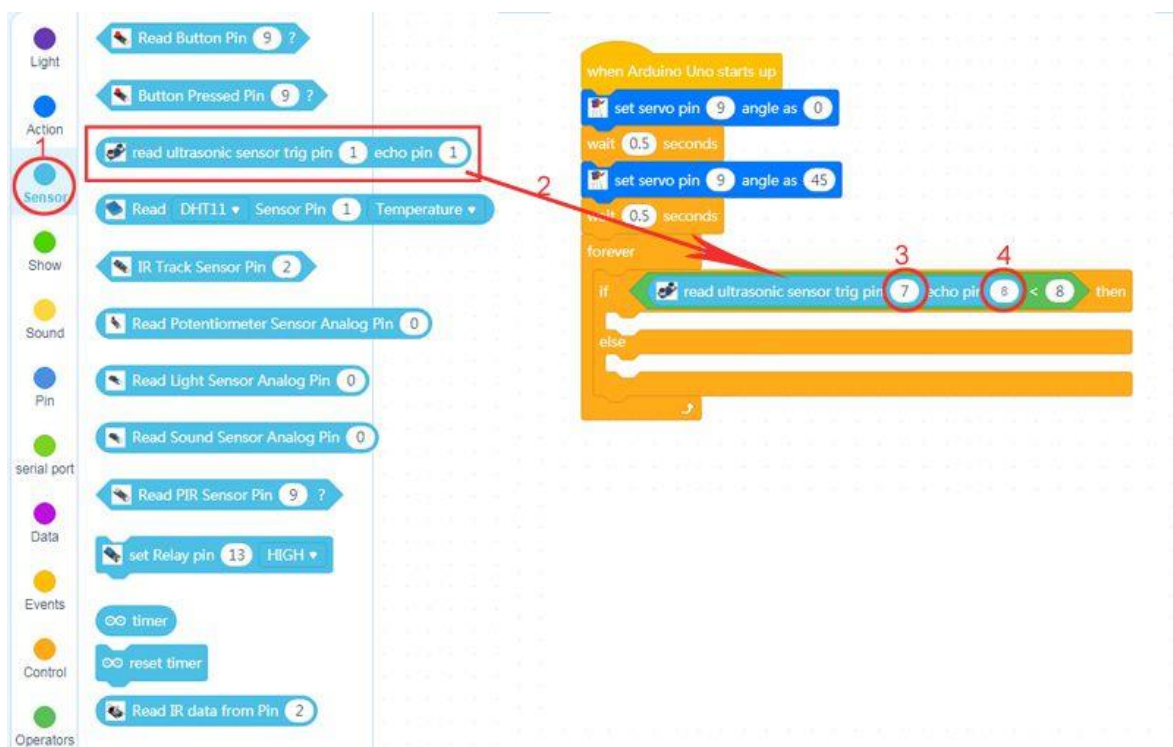 Light
Action
1
Sensor
Show
Sound
Pin
serial port
Data
Events
Control
Operators
Read Button Pin 9 ?
Button Pressed Pin 9 ?
read ultrasonic sensor trig pin 1 echo pin 1
Read DHT11 Sensor Pin 1 Temperature
IR Track Sensor Pin 2
Read Potentiometer Sensor Analog Pin 0
Read Light Sensor Analog Pin 0
Read Sound Sensor Analog Pin 0
Read PIR Sensor Pin 9 ?
set Relay pin 13 HIGH
timer
reset timer
Read IR data from Pin 2
2
when Arduino Uno starts up
set servo pin 9 angle as 0
wait 0.5 seconds
set servo pin 9 angle as 45
wait 0.5 seconds
forever
3 4
if read ultrasonic sensor trig pin 7 echo pin 8 < 8 then
else